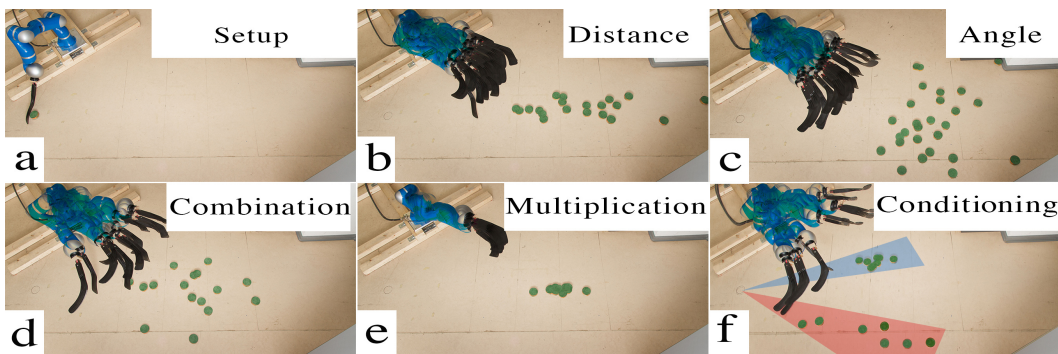 Setup
a
Distance
b
Angle
c
Combination
d
Multiplication
e
Conditioning
f